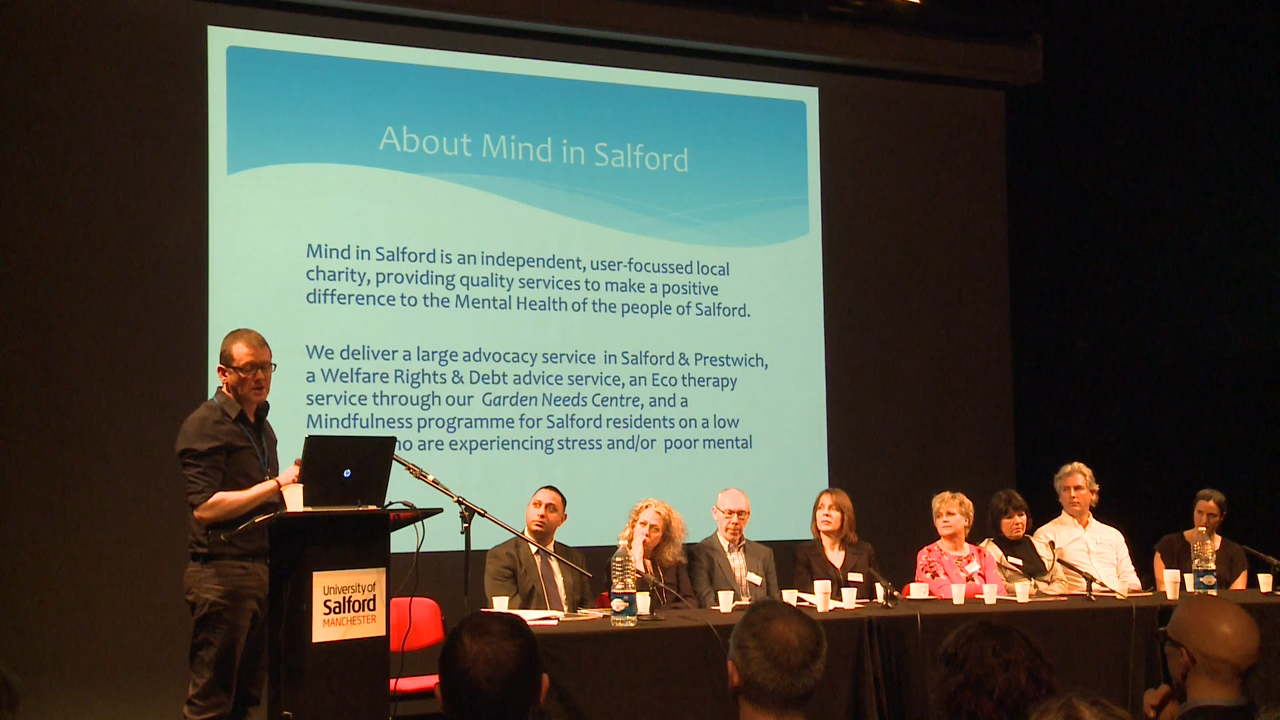 About Mind in Salford
Mind in Salford is an independent, user-focussed local
charity, providing quality services to make a positive
difference to the Mental Health of the people of Salford.
We deliver a large advocacy service in Salford & Prestwich,
a Welfare Rights & Debt advice service, an Eco therapy
service through our Garden Needs Centre, and a
Mindfulness programme for Salford residents on a low
are experiencing stress and/or poor mental
hp
University of
Salford
MANCHESTER